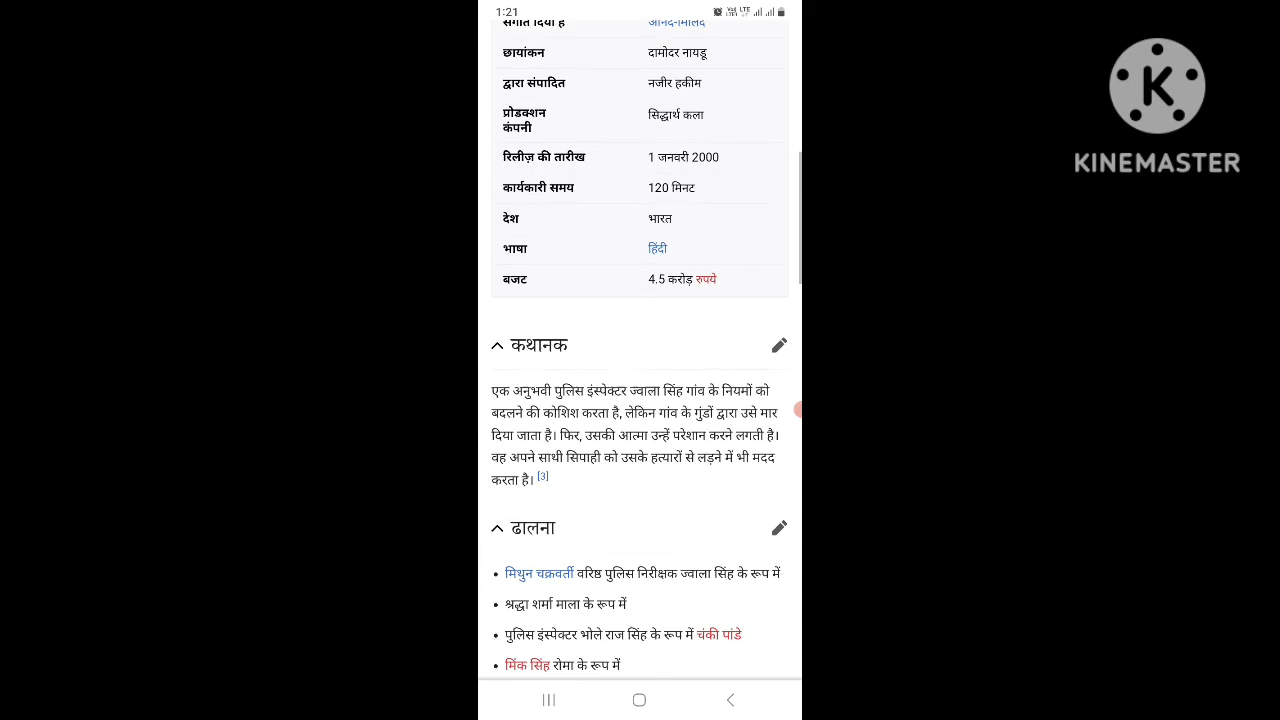 1:21
संगीत दिया है आनंद-मिलिंद
छायांकन दामोदर नायडू
द्वारा संपादित नजीर हकीम
प्रोडक्शन
कंपनी सिद्धार्थ कला
रिलीज़ की तारीख 1 जनवरी 2000
कार्यकारी समय 120 मिनट
देश भारत
भाषा हिंदी
बजट 4.5 करोड़ रुपये
कथानक
एक अनुभवी पुलिस इंस्पेक्टर ज्वाला सिंह गांव के नियमों को
बदलने की कोशिश करता है, लेकिन गांव के गुंडों द्वारा उसे मार
दिया जाता है। फिर, उसकी आत्मा उन्हें परेशान करने लगती है।
वह अपने साथी सिपाही को उसके हत्यारों से लड़ने में भी मदद
करता है। [3]
ढालना
• मिथुन चक्रवर्ती वरिष्ठ पुलिस निरीक्षक ज्वाला सिंह के रूप में
• श्रद्धा शर्मा माला के रूप में
• पुलिस इंस्पेक्टर भोले राज सिंह के रूप में चंकी पांडे
• मिंक सिंह रोमा के रूप में
K
KINEMASTER